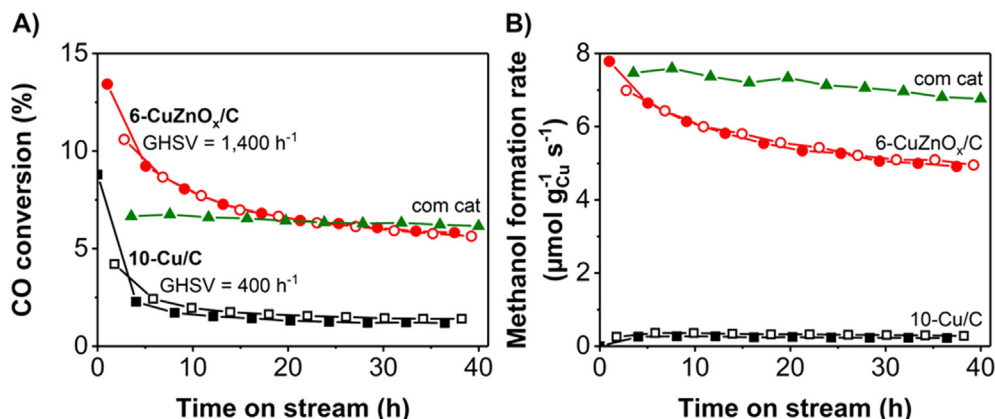 A)
15
10
5
0
CO conversion (%)
6-CuZnOₓ/C
GHSV = 1,400 h⁻¹
com cat
10-Cu/C
GHSV = 400 h⁻¹
0 10 20 30 40
Time on stream (h)
B)
8
6
4
2
0
Methanol formation rate
(µmol g⁻¹Cu s⁻¹)
com cat
6-CuZnOₓ/C
10-Cu/C
0 10 20 30 40
Time on stream (h)